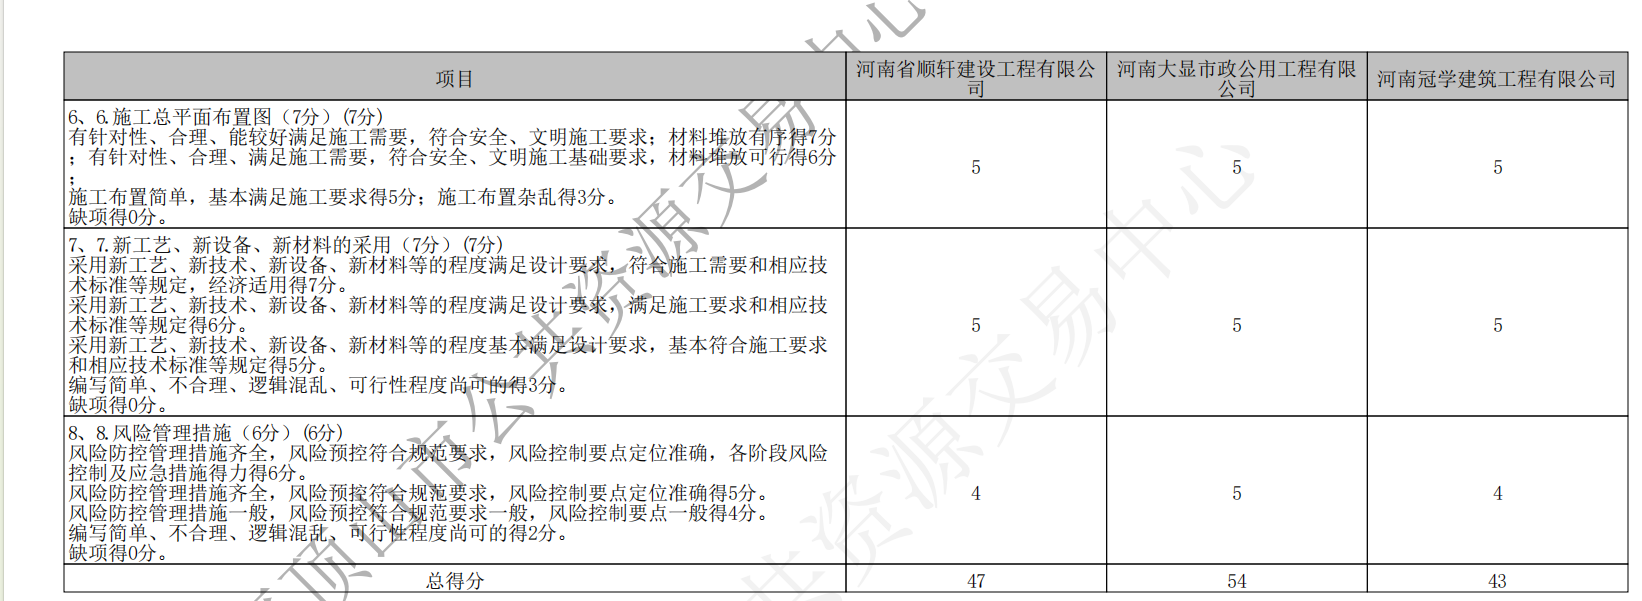 项目
河南省顺轩建设工程有限公
司
河南大显市政公用工程有限
公司
河南冠学建筑工程有限公司
6、6.施工总平面布置图（7分）(7分)
有针对性、合理、能较好满足施工需要，符合安全、文明施工要求；材料堆放有序得7分
；有针对性、合理、满足施工需要，符合安全、文明施工基础要求，材料堆放可行得6分
；
施工布置简单，基本满足施工要求得5分；施工布置杂乱得3分。
缺项得0分。
5
5
5
7、7.新工艺、新设备、新材料的采用（7分）(7分)
采用新工艺、新技术、新设备、新材料等的程度满足设计要求，符合施工需要和相应技
术标准等规定，经济适用得7分。
采用新工艺、新技术、新设备、新材料等的程度满足设计要求，满足施工要求和相应技
术标准等规定得6分。
采用新工艺、新技术、新设备、新材料等的程度基本满足设计要求，基本符合施工要求
和相应技术标准等规定得5分。
编写简单、不合理、逻辑混乱、可行性程度尚可的得3分。
缺项得0分。
5
5
5
8、8.风险管理措施（6分）(6分)
风险防控管理措施齐全，风险预控符合规范要求，风险控制要点定位准确，各阶段风险
控制及应急措施得力得6分。
风险防控管理措施齐全，风险预控符合规范要求，风险控制要点定位准确得5分。
风险防控管理措施一般，风险预控符合规范要求一般，风险控制要点一般得4分。
编写简单、不合理、逻辑混乱、可行性程度尚可的得2分。
缺项得0分。
4
5
4
总得分
47
54
43
顶山市公共资源交易中心
共资源交易中心